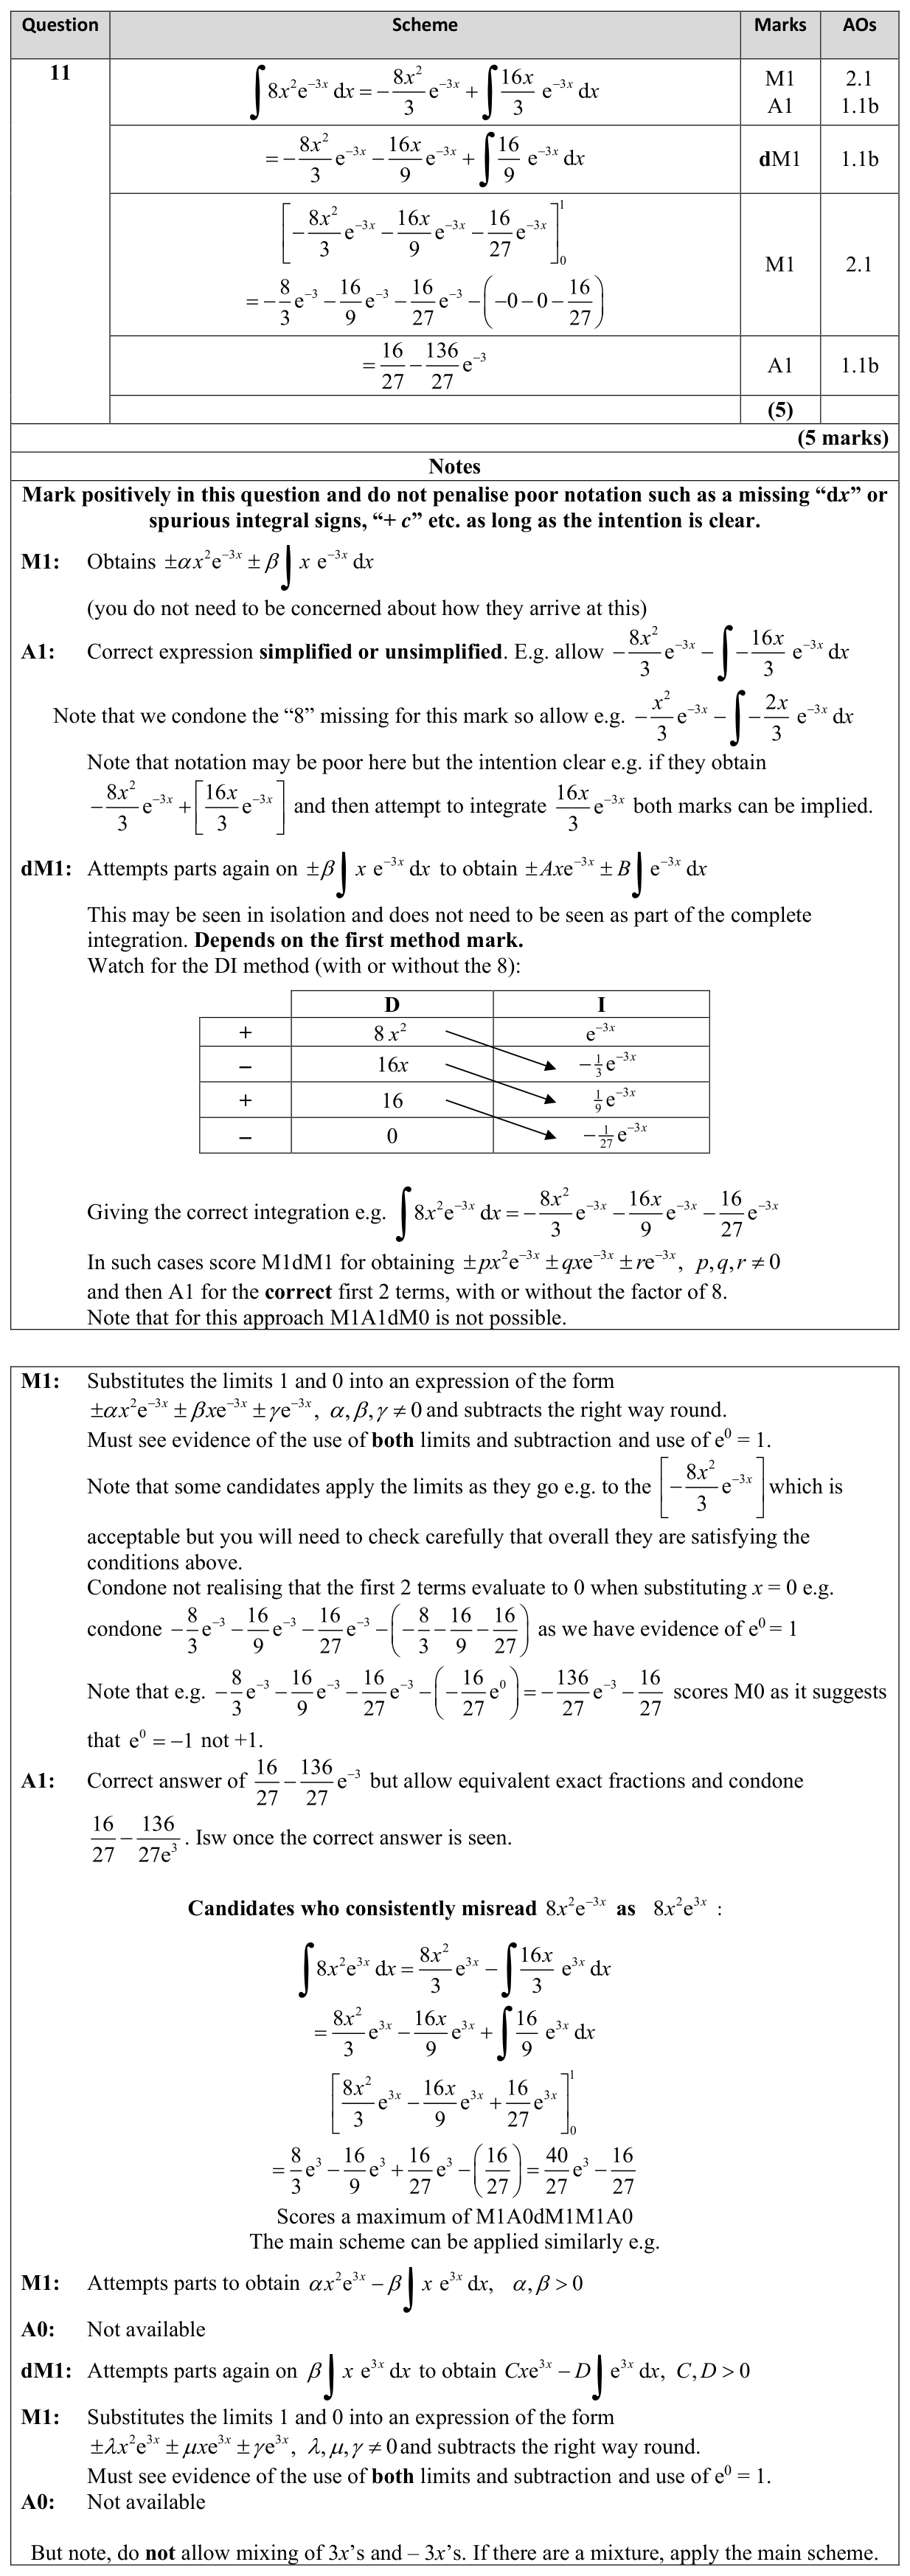 Question Scheme Marks AOs
11 ∫ 8x²e⁻³ˣ dx = −(8x²/3)e⁻³ˣ + ∫ (16x/3) e⁻³ˣ dx M1 A1 2.1 1.1b
= −(8x²/3)e⁻³ˣ − (16x/9)e⁻³ˣ + ∫ (16/9) e⁻³ˣ dx dM1 1.1b
[−(8x²/3)e⁻³ˣ − (16x/9)e⁻³ˣ − (16/27)e⁻³ˣ]₀¹
= −(8/3)e⁻³ − (16/9)e⁻³ − (16/27)e⁻³ − (−0 − 0 − 16/27) M1 2.1
= 16/27 − (136/27)e⁻³ A1 1.1b
(5)
(5 marks)
Notes
Mark positively in this question and do not penalise poor notation such as a missing “dx” or
spurious integral signs, “+ c” etc. as long as the intention is clear.
M1: Obtains ±αx²e⁻³ˣ ± β∫ x e⁻³ˣ dx
(you do not need to be concerned about how they arrive at this)
A1: Correct expression simplified or unsimplified. E.g. allow −(8x²/3)e⁻³ˣ − ∫ −(16x/3) e⁻³ˣ dx
Note that we condone the “8” missing for this mark so allow e.g. −(x²/3)e⁻³ˣ − ∫ −(2x/3) e⁻³ˣ dx
Note that notation may be poor here but the intention clear e.g. if they obtain
−(8x²/3)e⁻³ˣ + [(16x/3)e⁻³ˣ] and then attempt to integrate (16x/3)e⁻³ˣ both marks can be implied.
dM1: Attempts parts again on ±β∫ x e⁻³ˣ dx to obtain ±Axe⁻³ˣ ± B∫ e⁻³ˣ dx
This may be seen in isolation and does not need to be seen as part of the complete
integration. Depends on the first method mark.
Watch for the DI method (with or without the 8):
D I
+ 8x² e⁻³ˣ
− 16x −(1/3)e⁻³ˣ
+ 16 (1/9)e⁻³ˣ
− 0 −(1/27)e⁻³ˣ
Giving the correct integration e.g. ∫ 8x²e⁻³ˣ dx = −(8x²/3)e⁻³ˣ − (16x/9)e⁻³ˣ − (16/27)e⁻³ˣ
In such cases score M1dM1 for obtaining ±px²e⁻³ˣ ± qxe⁻³ˣ ± re⁻³ˣ, p,q,r ≠ 0
and then A1 for the correct first 2 terms, with or without the factor of 8.
Note that for this approach M1A1dM0 is not possible.
M1: Substitutes the limits 1 and 0 into an expression of the form
±αx²e⁻³ˣ ± βxe⁻³ˣ ± γe⁻³ˣ, α,β,γ ≠ 0 and subtracts the right way round.
Must see evidence of the use of both limits and subtraction and use of e⁰ = 1.
Note that some candidates apply the limits as they go e.g. to the [−(8x²/3)e⁻³ˣ] which is
acceptable but you will need to check carefully that overall they are satisfying the
conditions above.
Condone not realising that the first 2 terms evaluate to 0 when substituting x = 0 e.g.
condone −(8/3)e⁻³ − (16/9)e⁻³ − (16/27)e⁻³ − (−8/3 − 16/9 − 16/27) as we have evidence of e⁰ = 1
Note that e.g. −(8/3)e⁻³ − (16/9)e⁻³ − (16/27)e⁻³ − (−(16/27)e⁰) = −(136/27)e⁻³ − 16/27 scores M0 as it suggests
that e⁰ = −1 not +1.
A1: Correct answer of 16/27 − (136/27)e⁻³ but allow equivalent exact fractions and condone
16/27 − 136/(27e³). Isw once the correct answer is seen.
Candidates who consistently misread 8x²e⁻³ˣ as 8x²e³ˣ :
∫ 8x²e³ˣ dx = (8x²/3)e³ˣ − ∫ (16x/3) e³ˣ dx
= (8x²/3)e³ˣ − (16x/9)e³ˣ + ∫ (16/9) e³ˣ dx
[(8x²/3)e³ˣ − (16x/9)e³ˣ + (16/27)e³ˣ]₀¹
= (8/3)e³ − (16/9)e³ + (16/27)e³ − (16/27) = (40/27)e³ − 16/27
Scores a maximum of M1A0dM1M1A0
The main scheme can be applied similarly e.g.
M1: Attempts parts to obtain αx²e³ˣ − β∫ x e³ˣ dx, α,β > 0
A0: Not available
dM1: Attempts parts again on β∫ x e³ˣ dx to obtain Cxe³ˣ − D∫ e³ˣ dx, C,D > 0
M1: Substitutes the limits 1 and 0 into an expression of the form
±λx²e³ˣ ± μxe³ˣ ± γe³ˣ, λ,μ,γ ≠ 0 and subtracts the right way round.
Must see evidence of the use of both limits and subtraction and use of e⁰ = 1.
A0: Not available
But note, do not allow mixing of 3x’s and – 3x’s. If there are a mixture, apply the main scheme.